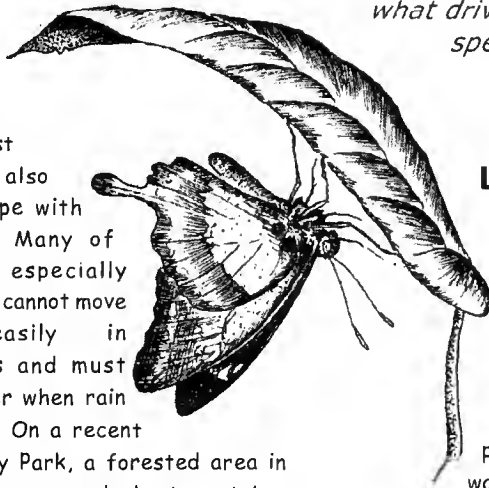 what driv
spe
st
also
pe with
Many of
especially
cannot move
easily in
s and must
r when rain
On a recent
y Park, a forested area in
L
P
wo